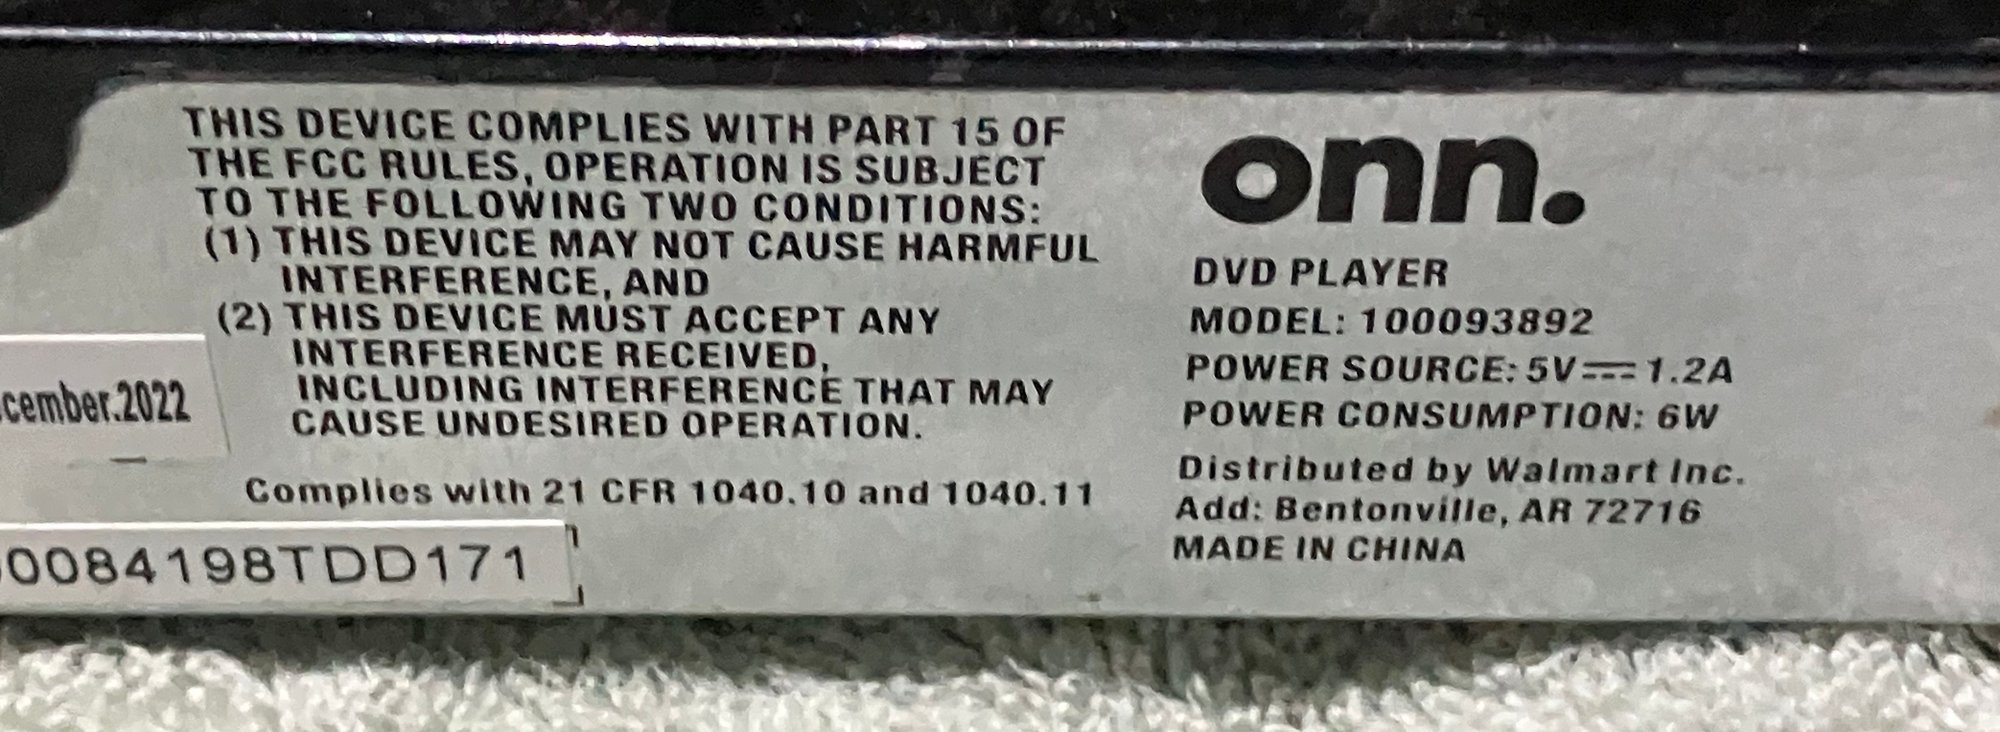 THIS DEVICE COMPLIES WITH PART 15 OF
THE FCC RULES, OPERATION IS SUBJECT
TO THE FOLLOWING TWO CONDITIONS:
(1) THIS DEVICE MAY NOT CAUSE HARMFUL
INTERFERENCE, AND
(2) THIS DEVICE MUST ACCEPT ANY
INTERFERENCE RECEIVED,
INCLUDING INTERFERENCE THAT MAY
CAUSE UNDESIRED OPERATION.
Complies with 21 CFR 1040.10 and 1040.11
cember.2022
0084198TDD171
onn.
DVD PLAYER
MODEL: 100093892
POWER SOURCE: 5V⎓1.2A
POWER CONSUMPTION: 6W
Distributed by Walmart Inc.
Add: Bentonville, AR 72716
MADE IN CHINA